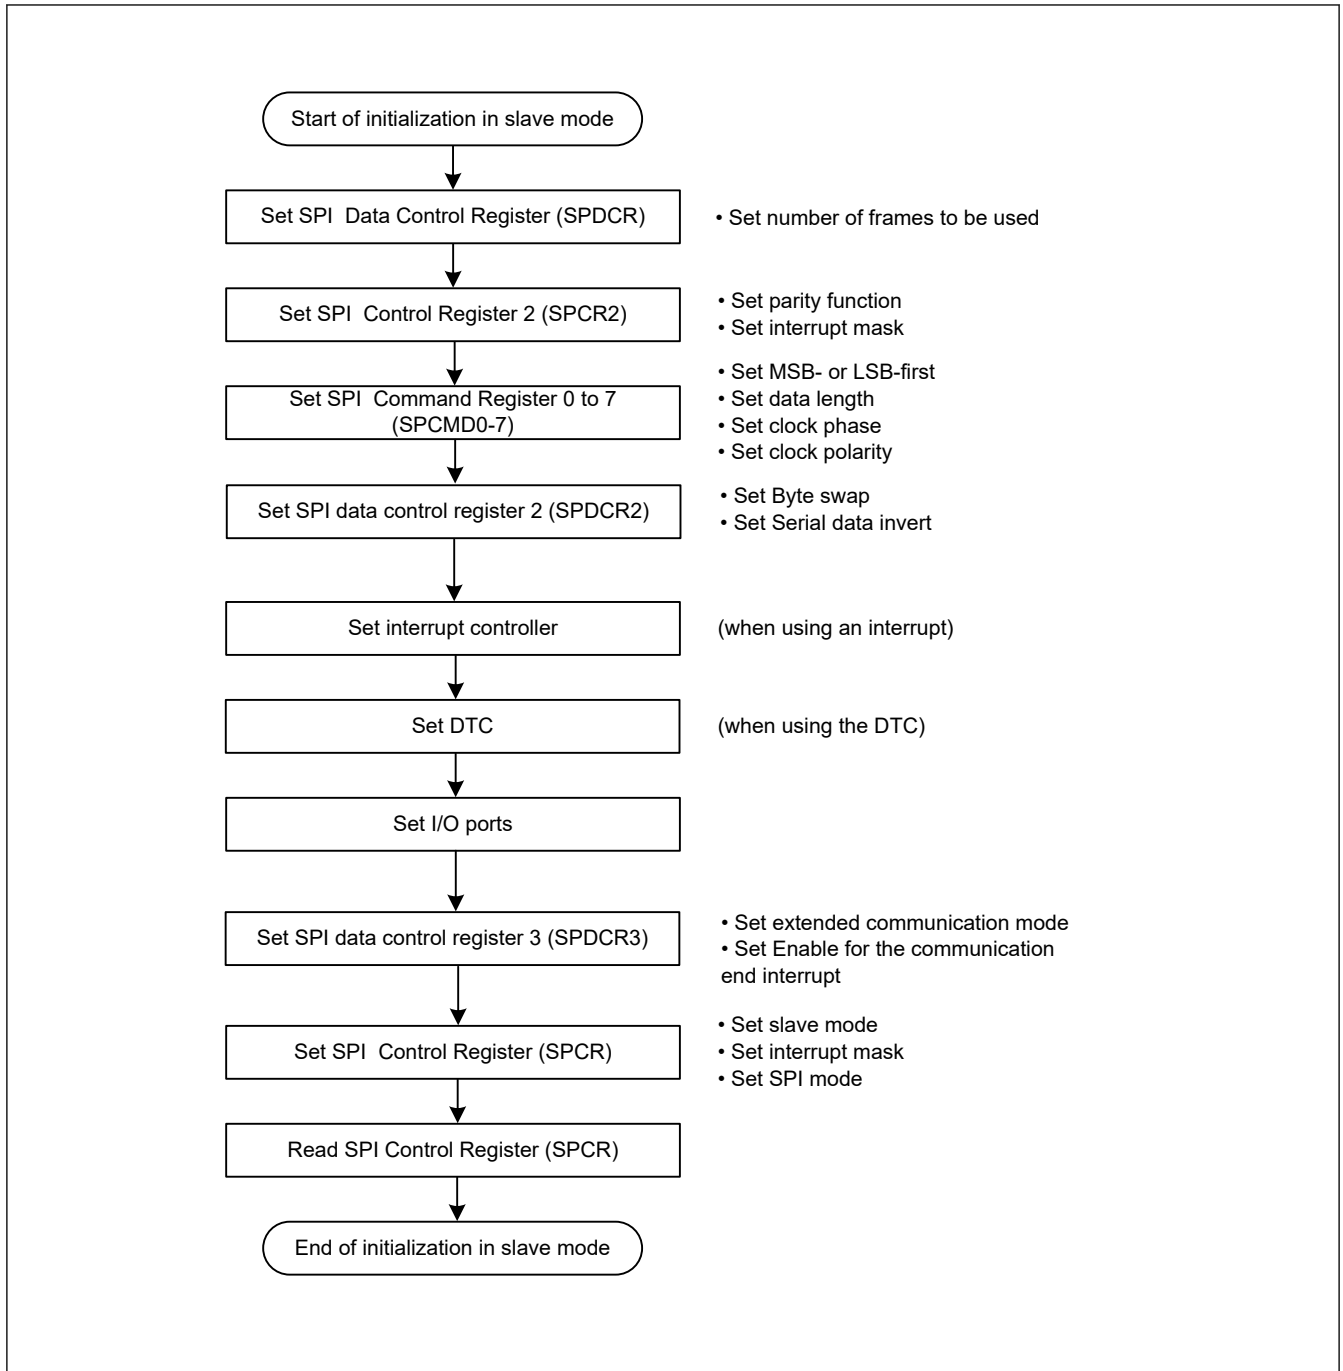 Start of initialization in slave mode
Set SPI  Data Control Register (SPDCR)
• Set number of frames to be used
Set SPI  Control Register 2 (SPCR2)
• Set parity function
• Set interrupt mask
Set SPI  Command Register 0 to 7
(SPCMD0-7)
• Set MSB- or LSB-first
• Set data length
• Set clock phase
• Set clock polarity
Set SPI data control register 2 (SPDCR2)
• Set Byte swap
• Set Serial data invert
Set interrupt controller
(when using an interrupt)
Set DTC
(when using the DTC)
Set I/O ports
Set SPI data control register 3 (SPDCR3)
• Set extended communication mode
• Set Enable for the communication
end interrupt
Set SPI  Control Register (SPCR)
• Set slave mode
• Set interrupt mask
• Set SPI mode
Read SPI Control Register (SPCR)
End of initialization in slave mode